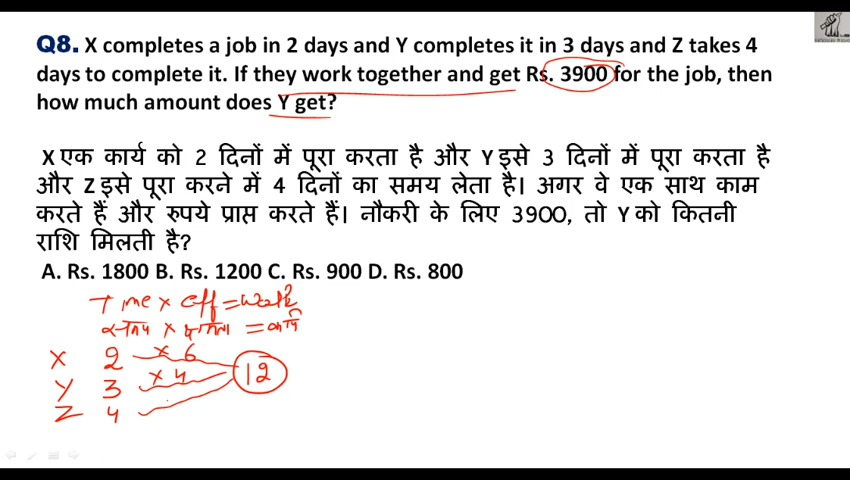 Q8. X completes a job in 2 days and Y completes it in 3 days and Z takes 4
days to complete it. If they work together and get Rs. 3900 for the job, then
how much amount does Y get?
X एक कार्य को 2 दिनों में पूरा करता है और Y इसे 3 दिनों में पूरा करता है
और Z इसे पूरा करने में 4 दिनों का समय लेता है। अगर वे एक साथ काम
करते हैं और रुपये प्राप्त करते हैं। नौकरी के लिए 3900, तो Y को कितनी
राशि मिलती है?
A. Rs. 1800 B. Rs. 1200 C. Rs. 900 D. Rs. 800
Time × eff = work
× =
X 2 × 6
Y 3 × 4 12
Z 4